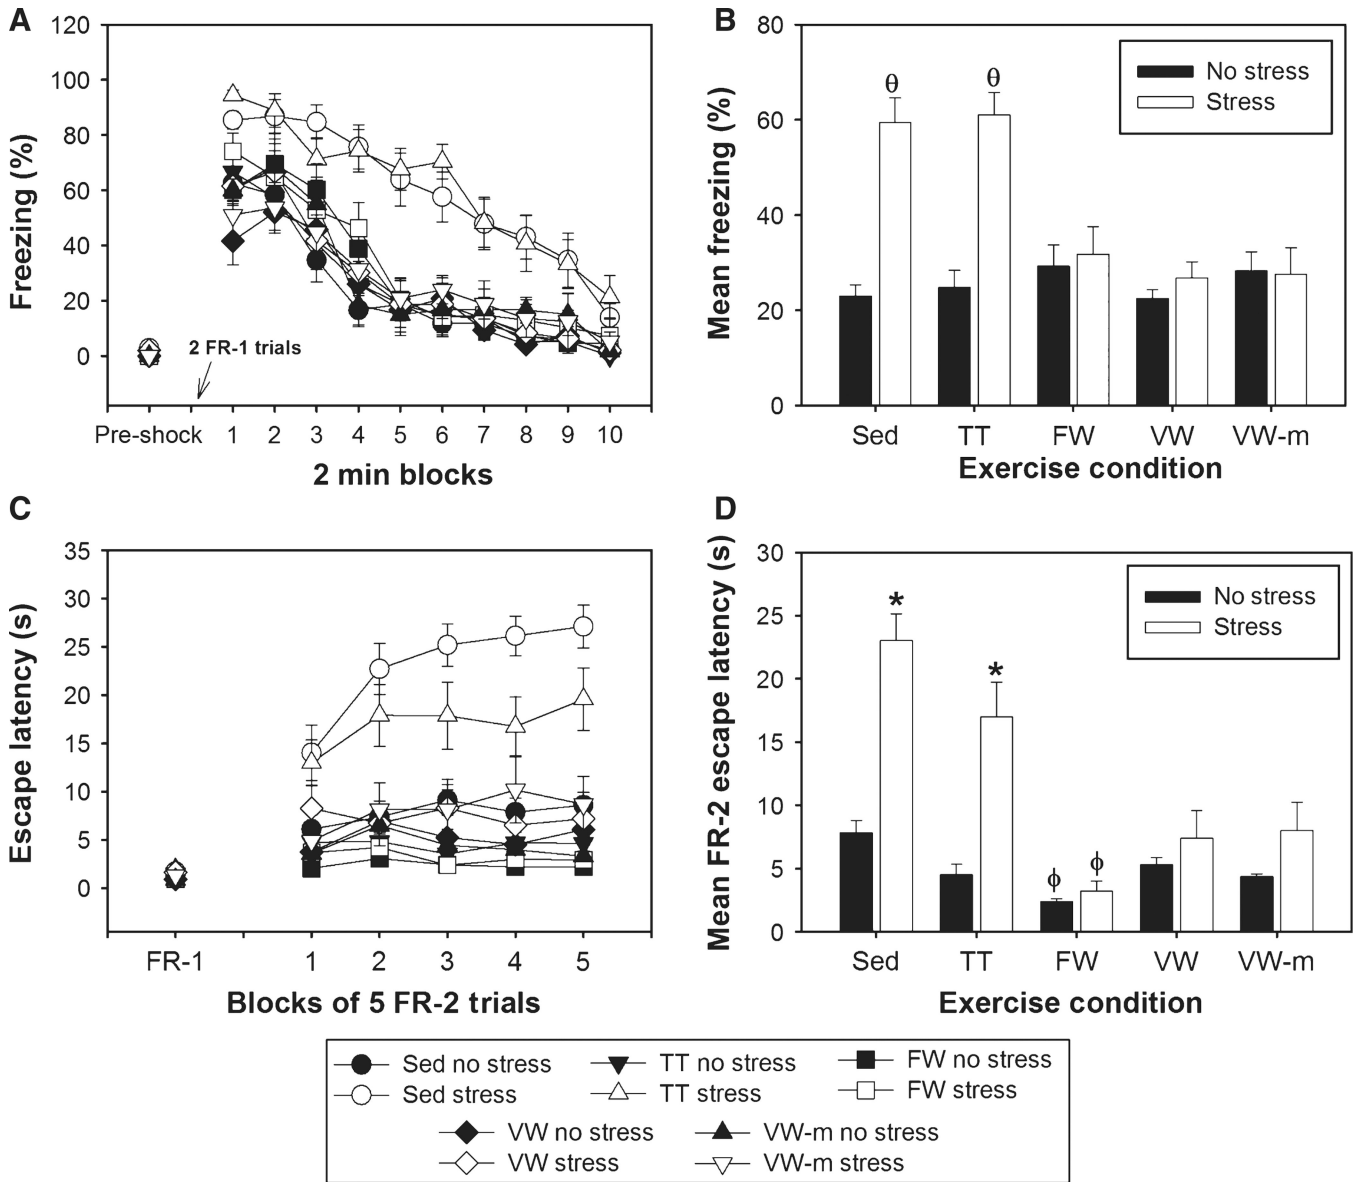 A
120
100
80
60
40
20
0
Freezing (%)
2 FR-1 trials
Pre-shock 1 2 3 4 5 6 7 8 9 10
2 min blocks
B
80
60
40
20
0
Mean freezing (%)
No stress
Stress
θ θ
Sed TT FW VW VW-m
Exercise condition
C
35
30
25
20
15
10
5
0
Escape latency (s)
FR-1 1 2 3 4 5
Blocks of 5 FR-2 trials
D
30
25
20
15
10
5
0
Mean FR-2 escape latency (s)
No stress
Stress
* *
ϕ ϕ
Sed TT FW VW VW-m
Exercise condition
Sed no stress TT no stress FW no stress
Sed stress TT stress FW stress
VW no stress VW-m no stress
VW stress VW-m stress